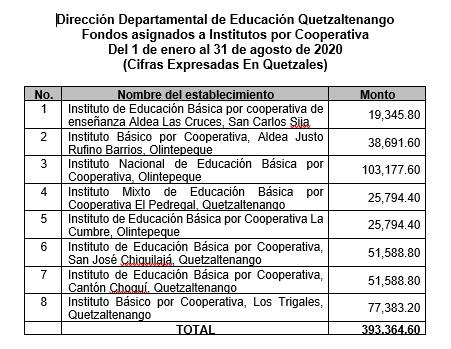 Dirección Departamental de Educación Quetzaltenango
Fondos asignados a Institutos por Cooperativa
Del 1 de enero al 31 de agosto de 2020
(Cifras Expresadas En Quetzales)
No. Nombre del establecimiento Monto
1 Instituto de Educación Básica por cooperativa de 19,345.80
enseñanza Aldea Las Cruces, San Carlos Sija
2 Instituto Básico por Cooperativa, Aldea Justo 38,691.60
Rufino Barrios, Olintepeque
3 Instituto Nacional de Educación Básica por 103,177.60
Cooperativa, Olintepeque
4 Instituto Mixto de Educación Básica por 25,794.40
Cooperativa El Pedregal, Quetzaltenango
5 Instituto de Educación Básica por Cooperativa La 25,794.40
Cumbre, Olintepeque
6 Instituto de Educación Básica por Cooperativa, 51,588.80
San José Chiquilajá, Quetzaltenango
7 Instituto de Educación Básica por Cooperativa, 51,588.80
Cantón Choquí, Quetzaltenango
8 Instituto Básico por Cooperativa, Los Trigales, 77,383.20
Quetzaltenango
TOTAL 393,364.60